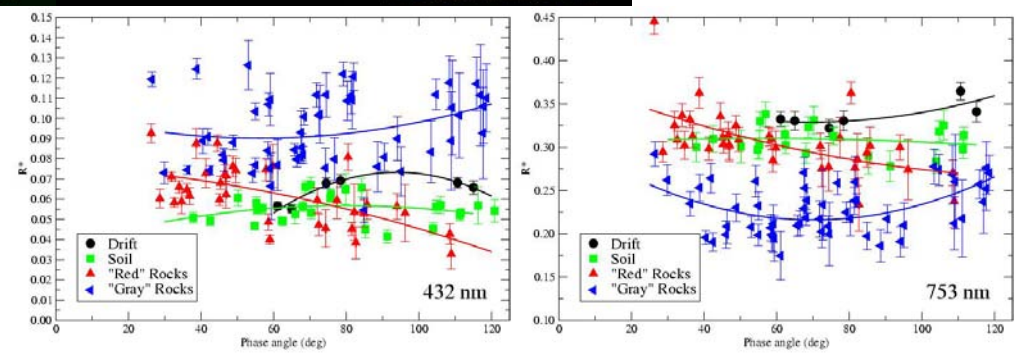 0.15
0.14
0.13
0.12
0.11
0.10
0.09
0.08
0.07
0.06
0.05
0.04
0.03
0.02
0.01
0.00
R*
Drift
Soil
"Red" Rocks
"Gray" Rocks
432 nm
0 20 40 60 80 100 120
Phase angle (deg)
0.45
0.40
0.35
0.30
0.25
0.20
0.15
0.10
R*
Drift
Soil
"Red" Rocks
"Gray" Rocks
753 nm
0 20 40 60 80 100 120
Phase angle (deg)